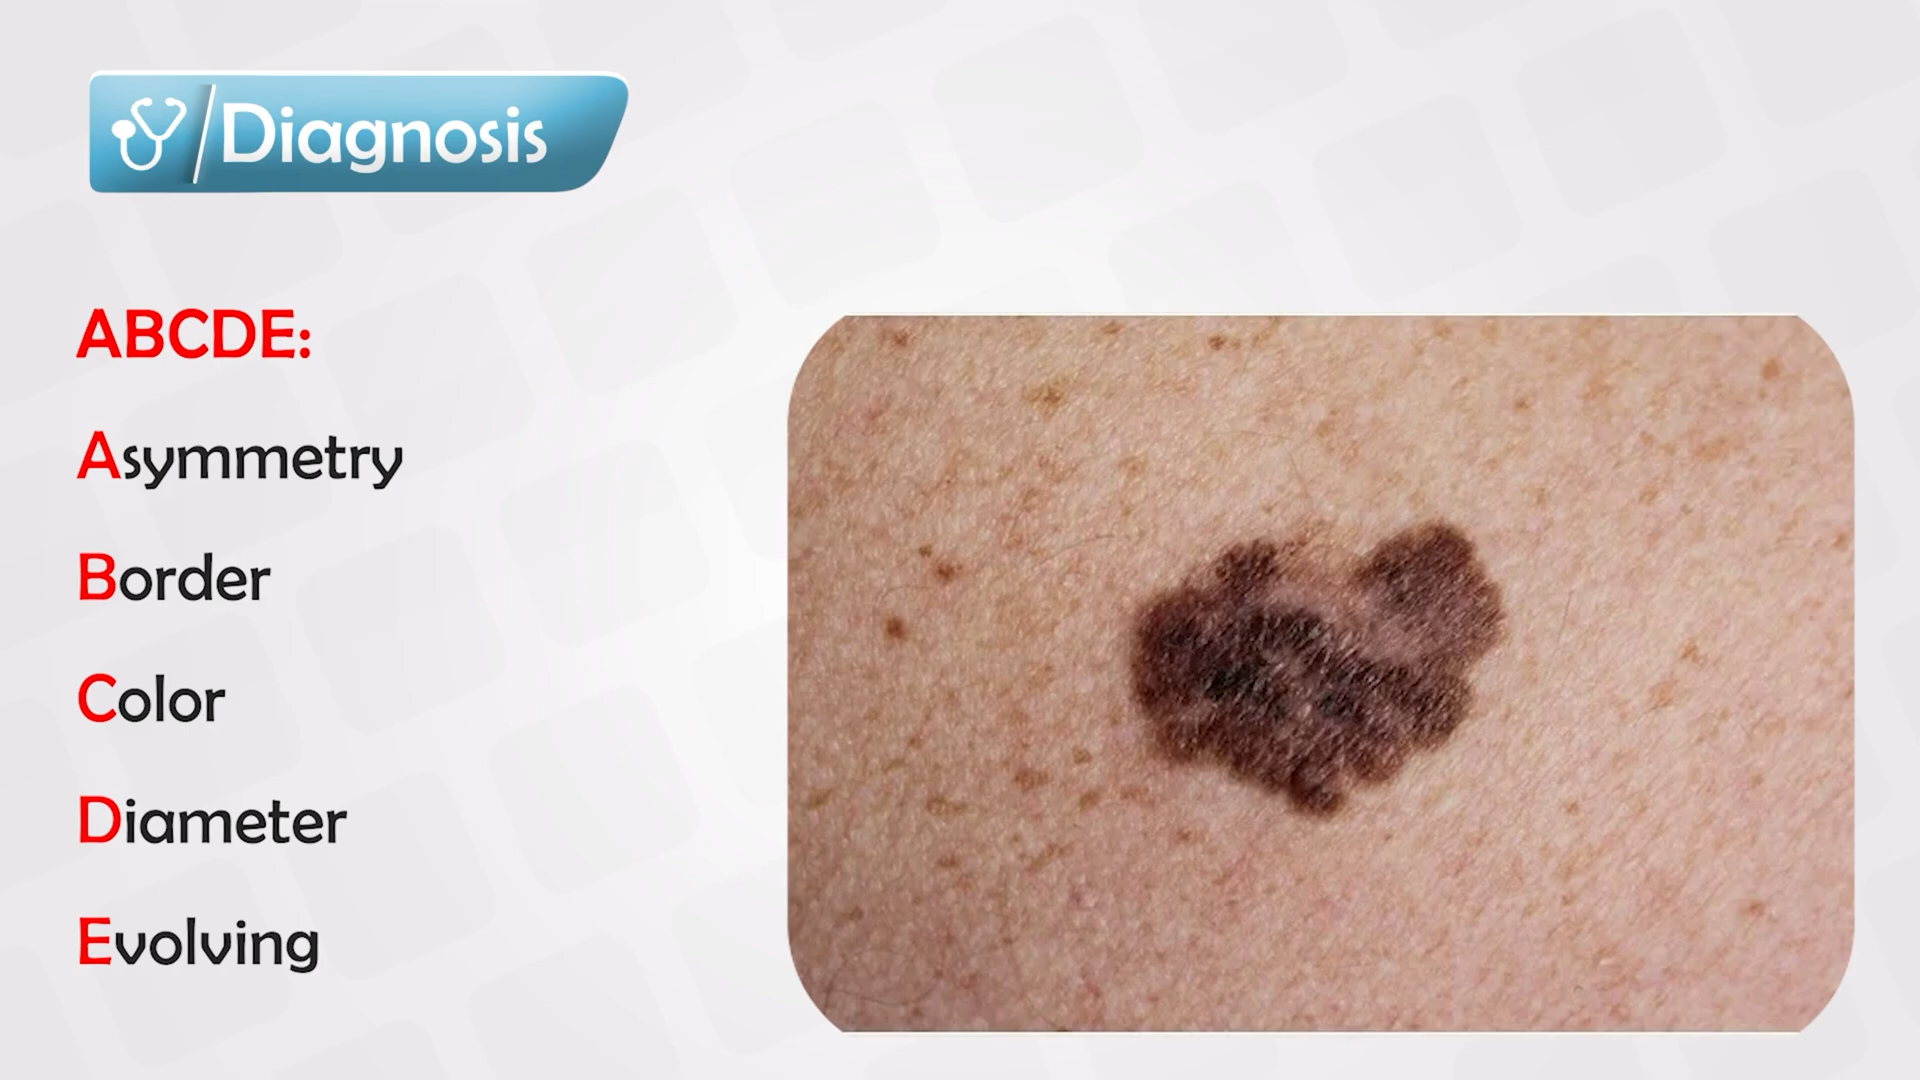 Diagnosis
ABCDE:
Asymmetry
Border
Color
Diameter
Evolving